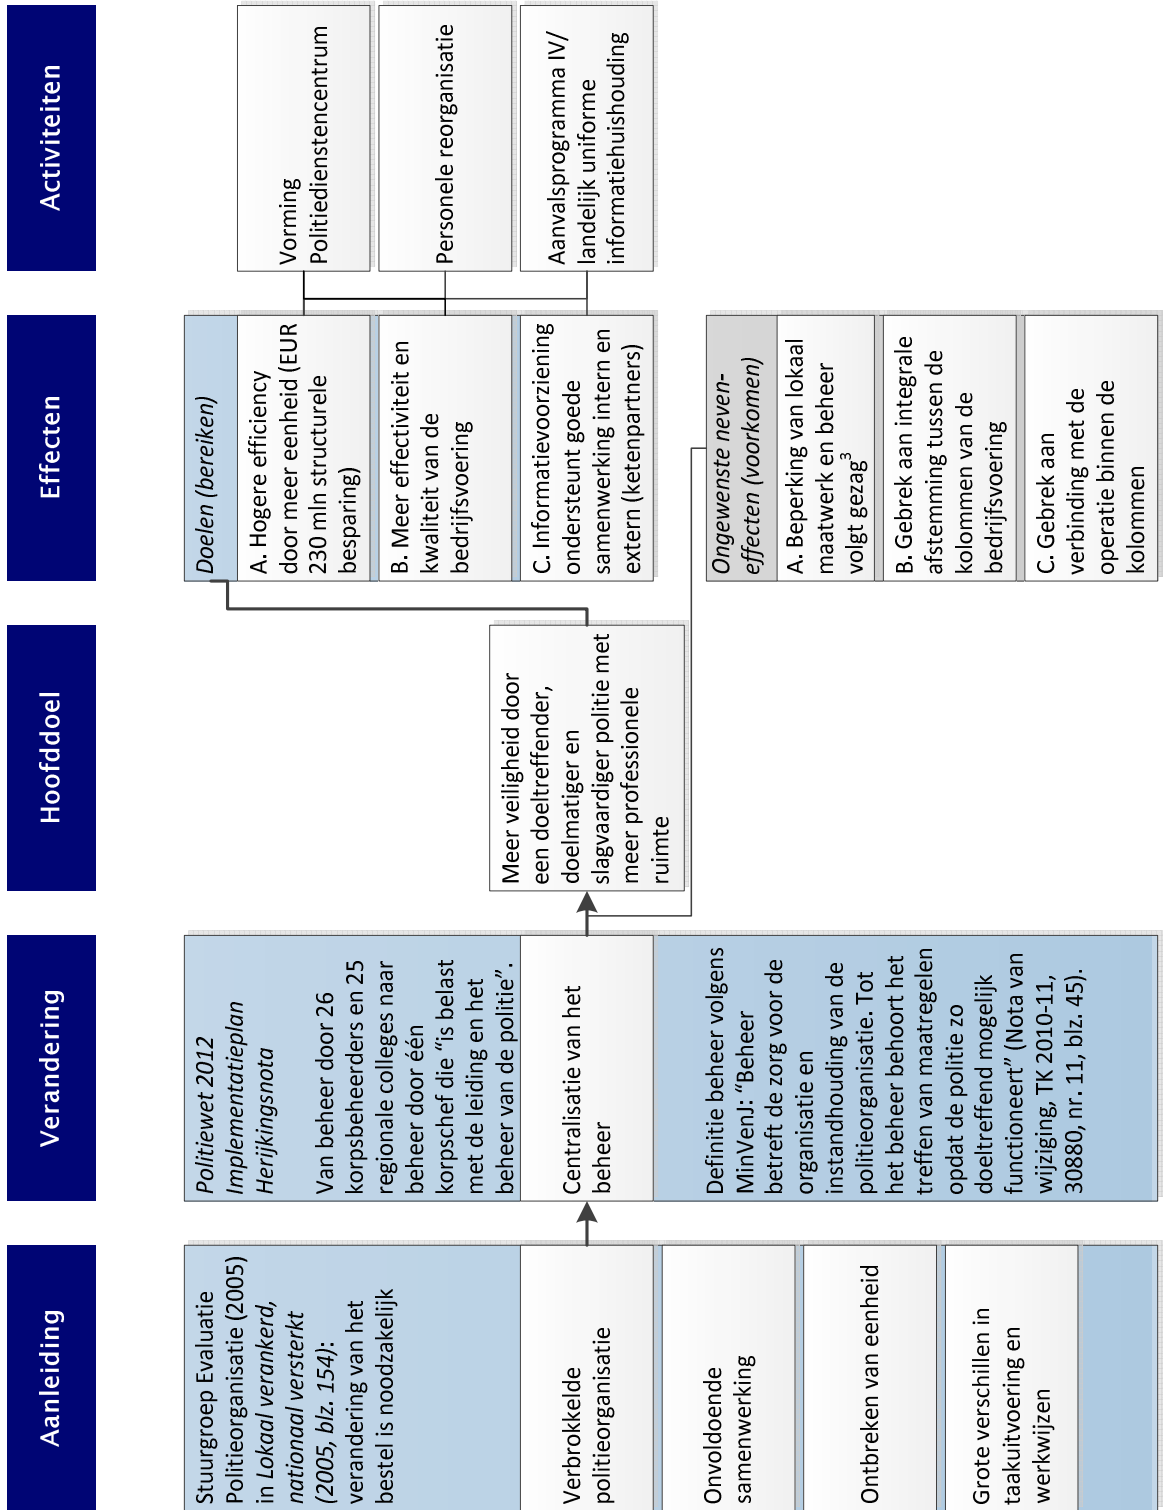 Aanleiding
Verandering
Hoofddoel
Effecten
Activiteiten
Stuurgroep Evaluatie
Politieorganisatie (2005)
in Lokaal verankerd,
nationaal versterkt
(2005, blz. 154):
verandering van het
bestel is noodzakelijk
Verbrokkelde
politieorganisatie
Onvoldoende
samenwerking
Ontbreken van eenheid
Grote verschillen in
taakuitvoering en
werkwijzen
Politiewet 2012
Implementatieplan
Herijkingsnota
Van beheer door 26
korpsbeheerders en 25
regionale colleges naar
beheer door één
korpschef die “is belast
met de leiding en het
beheer van de politie”.
Centralisatie van het
beheer
Definitie beheer volgens
MinVenJ: “Beheer
betreft de zorg voor de
organisatie en
instandhouding van de
politieorganisatie. Tot
het beheer behoort het
treffen van maatregelen
opdat de politie zo
doeltreffend mogelijk
functioneert” (Nota van
wijziging, TK 2010-11,
30880, nr. 11, blz. 45).
Meer veiligheid door
een doeltreffender,
doelmatiger en
slagvaardiger politie met
meer professionele
ruimte
Doelen (bereiken)
A. Hogere efficiency
door meer eenheid (EUR
230 mln structurele
besparing)
B. Meer effectiviteit en
kwaliteit van de
bedrijfsvoering
C. Informatievoorziening
ondersteunt goede
samenwerking intern en
extern (ketenpartners)
Ongewenste neven-
effecten (voorkomen)
A. Beperking van lokaal
maatwerk en beheer
volgt gezag³
B. Gebrek aan integrale
afstemming tussen de
kolommen van de
bedrijfsvoering
C. Gebrek aan
verbinding met de
operatie binnen de
kolommen
Vorming
Politiedienstencentrum
Personele reorganisatie
Aanvalsprogramma IV/
landelijk uniforme
informatiehuishouding